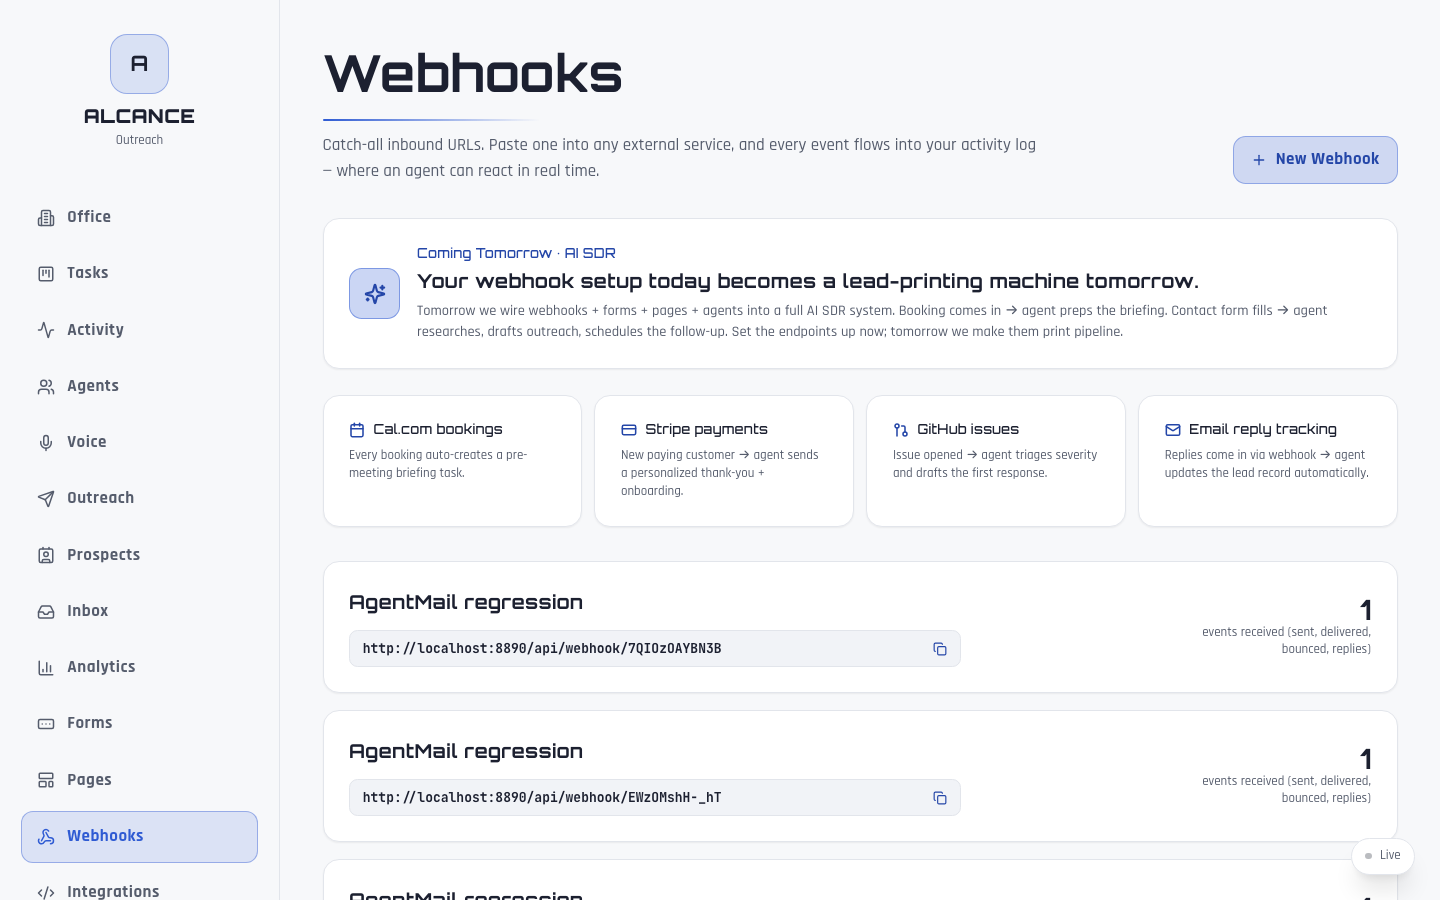 A
ALCANCE
Outreach
Office
Tasks
Activity
Agents
Voice
Outreach
Prospects
Inbox
Analytics
Forms
Pages
Webhooks
Integrations
Webhooks
Catch-all inbound URLs. Paste one into any external service, and every event flows into your activity log
— where an agent can react in real time.
New Webhook
Coming Tomorrow · AI SDR
Your webhook setup today becomes a lead-printing machine tomorrow.
Tomorrow we wire webhooks + forms + pages + agents into a full AI SDR system. Booking comes in → agent preps the briefing. Contact form fills → agent
researches, drafts outreach, schedules the follow-up. Set the endpoints up now; tomorrow we make them print pipeline.
Cal.com bookings
Every booking auto-creates a pre-
meeting briefing task.
Stripe payments
New paying customer → agent sends
a personalized thank-you +
onboarding.
GitHub issues
Issue opened → agent triages severity
and drafts the first response.
Email reply tracking
Replies come in via webhook → agent
updates the lead record automatically.
AgentMail regression
http://localhost:8890/api/webhook/7QIOzOAYBN3B
1
events received (sent, delivered,
bounced, replies)
AgentMail regression
http://localhost:8890/api/webhook/EWzOMshH-_hT
1
events received (sent, delivered,
bounced, replies)
Live
AgentMail regression